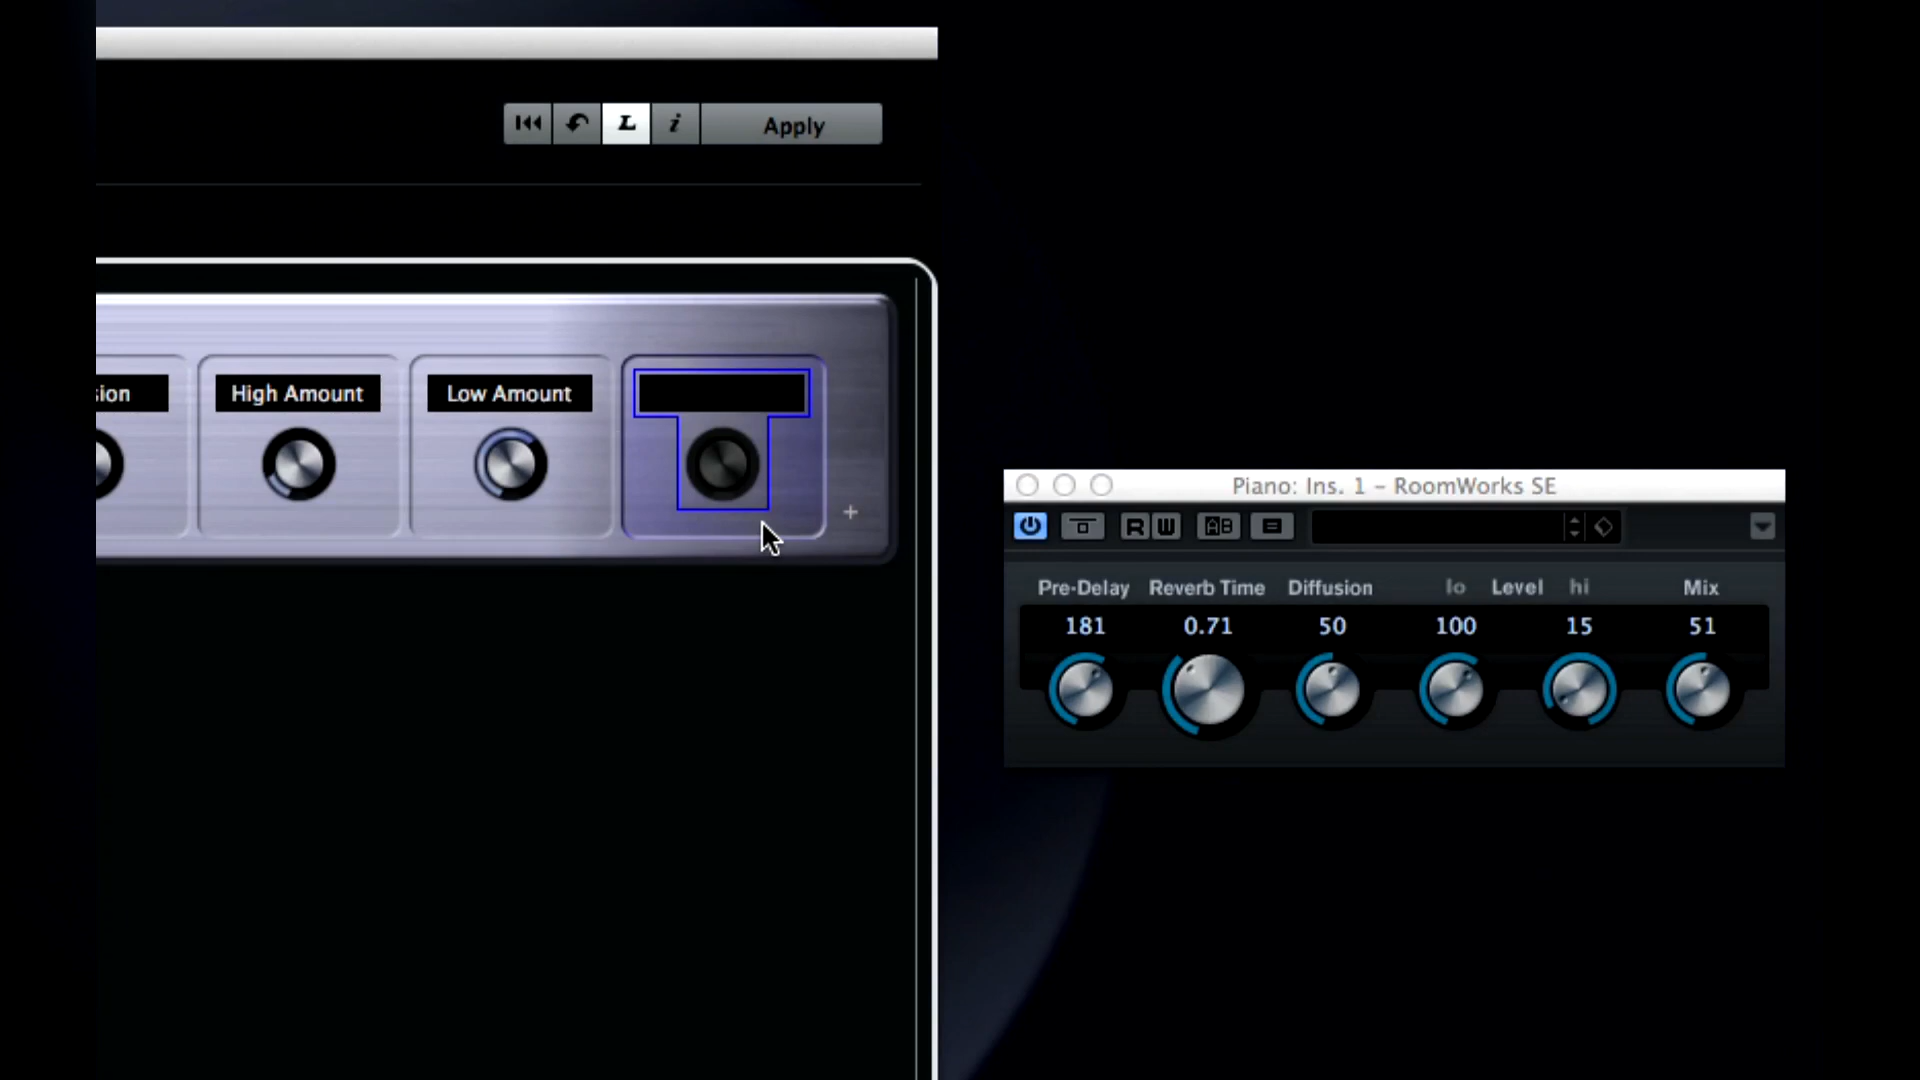 L i Apply
sion High Amount Low Amount
Piano: Ins. 1 - RoomWorks SE
R W AB
Pre-Delay Reverb Time Diffusion lo Level hi Mix
181 0.71 50 100 15 51